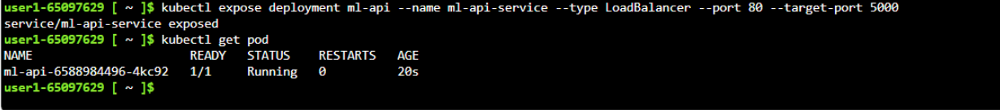 user1-65097629 [ ~ ]$ kubectl expose deployment ml-api --name ml-api-service --type LoadBalancer --port 80 --target-port 5000
service/ml-api-service exposed
user1-65097629 [ ~ ]$ kubectl get pod
NAME                      READY   STATUS    RESTARTS   AGE
ml-api-6588984496-4kc92   1/1     Running   0          20s
user1-65097629 [ ~ ]$